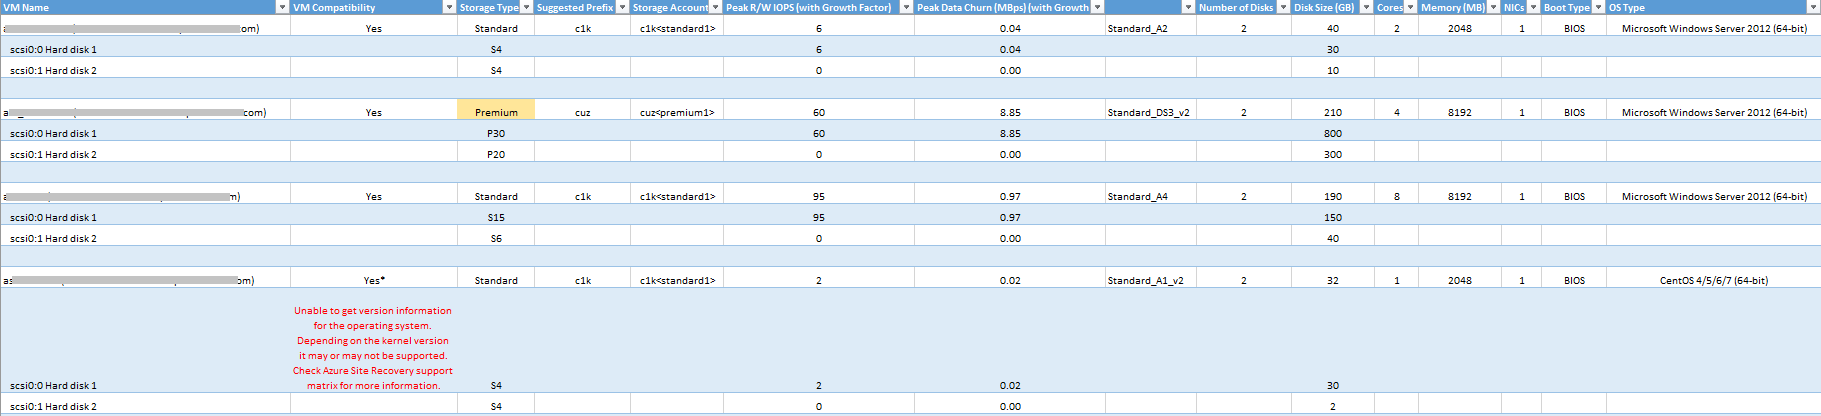 VM Name VM Compatibility Storage Type Suggested Prefix Storage Account Peak R/W IOPS (with Growth Factor) Peak Data Churn (MBps) (with Growth Number of Disks Disk Size (GB) Cores Memory (MB) NICs Boot Type OS Type
a com) Yes Standard c1k c1k<standard1> 6 0.04 Standard_A2 2 40 2 2048 1 BIOS Microsoft Windows Server 2012 (64-bit)
scsi0:0 Hard disk 1 S4 6 0.04 30
scsi0:1 Hard disk 2 S4 0 0.00 10
a com) Yes Premium cuz cuz<premium1> 60 8.85 Standard_DS3_v2 2 210 4 8192 1 BIOS Microsoft Windows Server 2012 (64-bit)
scsi0:0 Hard disk 1 P30 60 8.85 800
scsi0:1 Hard disk 2 P20 0 0.00 300
a m) Yes Standard c1k c1k<standard1> 95 0.97 Standard_A4 2 190 8 8192 1 BIOS Microsoft Windows Server 2012 (64-bit)
scsi0:0 Hard disk 1 S15 95 0.97 150
scsi0:1 Hard disk 2 S6 0 0.00 40
as om) Yes* Standard c1k c1k<standard1> 2 0.02 Standard_A1_v2 2 32 1 2048 1 BIOS CentOS 4/5/6/7 (64-bit)
Unable to get version information
for the operating system.
Depending on the kernel version
it may or may not be supported.
Check Azure Site Recovery support
scsi0:0 Hard disk 1 matrix for more information. S4 2 0.02 30
scsi0:1 Hard disk 2 S4 0 0.00 2